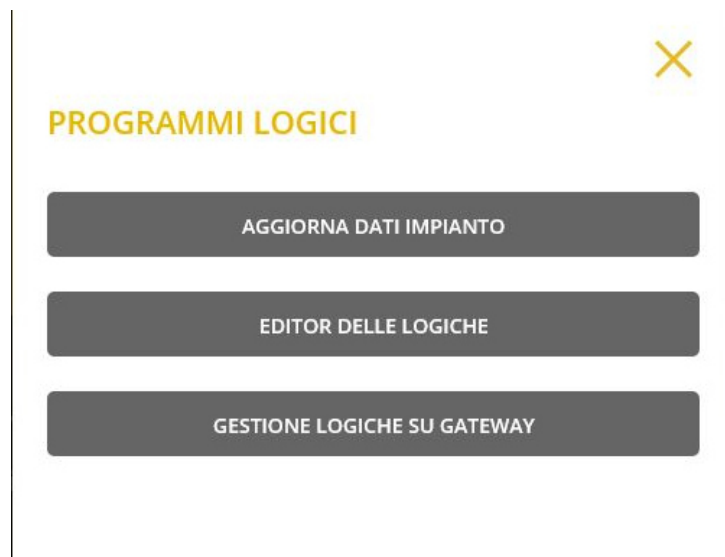 PROGRAMMI LOGICI
AGGIORNA DATI IMPIANTO
EDITOR DELLE LOGICHE
GESTIONE LOGICHE SU GATEWAY